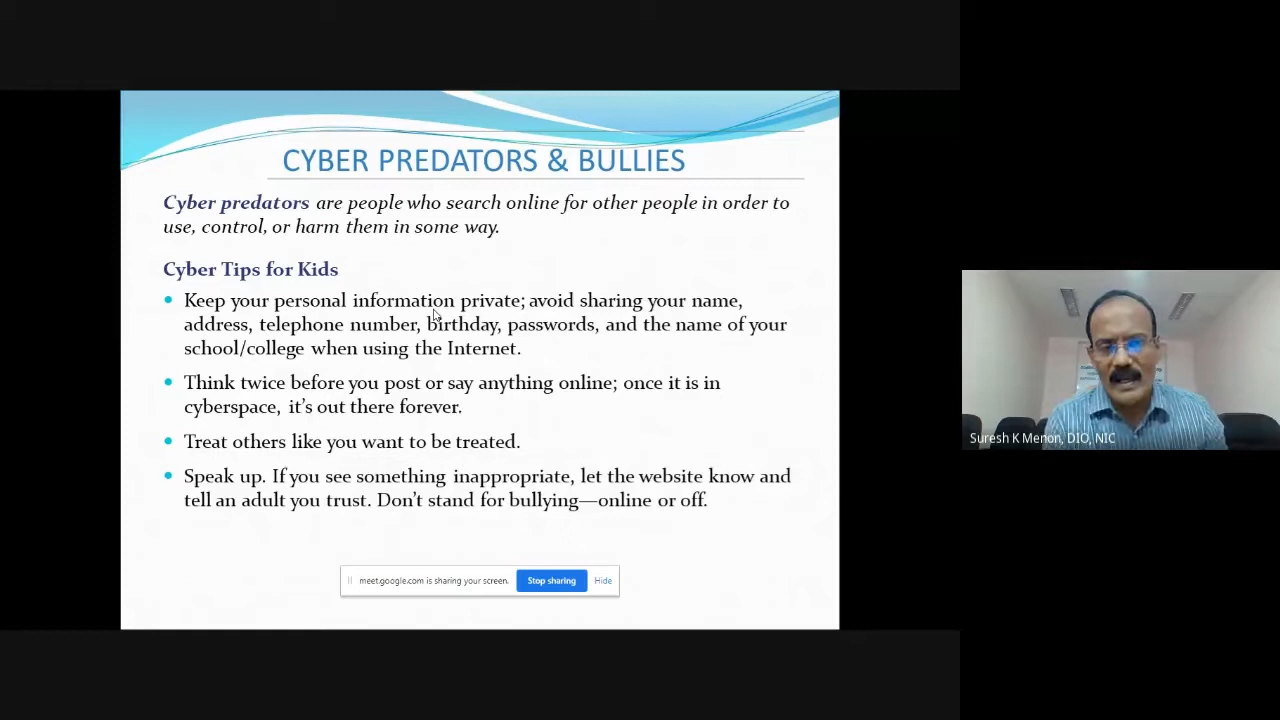 CYBER PREDATORS & BULLIES
Cyber predators are people who search online for other people in order to
use, control, or harm them in some way.
Cyber Tips for Kids
Keep your personal information private; avoid sharing your name,
address, telephone number, birthday, passwords, and the name of your
school/college when using the Internet.
Think twice before you post or say anything online; once it is in
cyberspace, it's out there forever.
Treat others like you want to be treated.
Speak up. If you see something inappropriate, let the website know and
tell an adult you trust. Don't stand for bullying—online or off.
meet.google.com is sharing your screen. Stop sharing Hide
Suresh K Menon, DIO, NIC